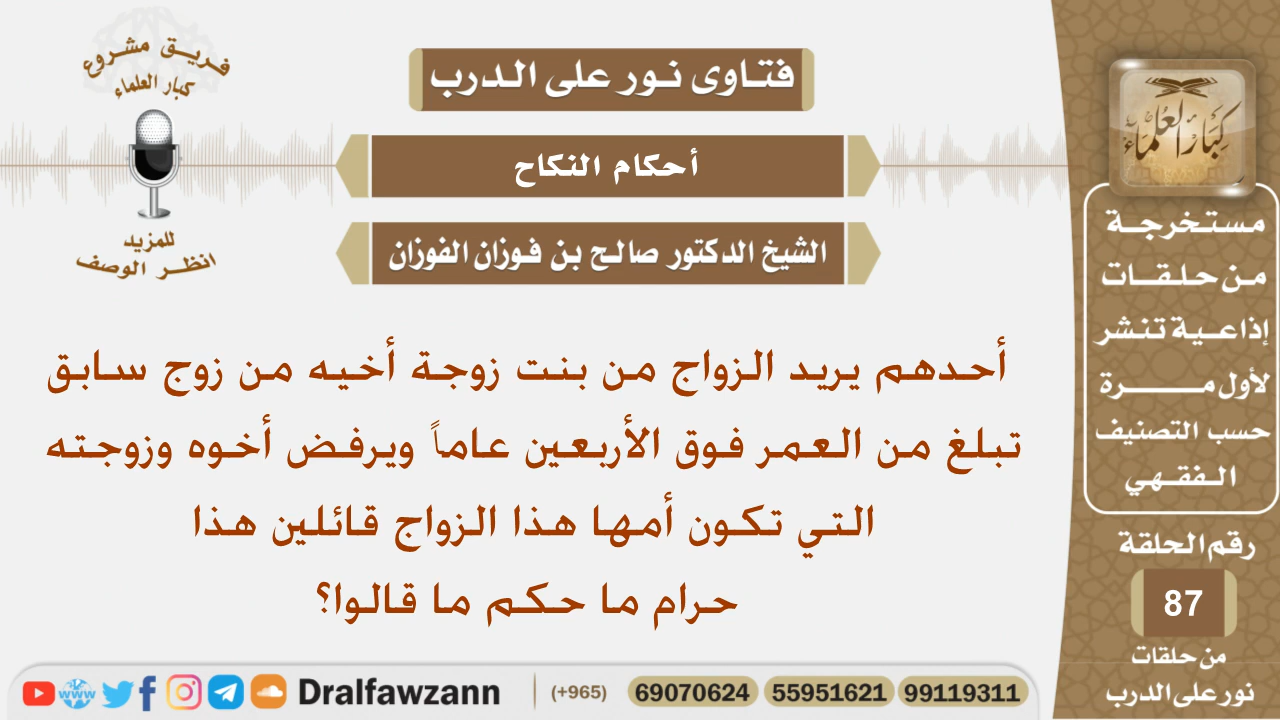 فريق مشروع
كبار العلماء
للمزيد
انظر الوصف
فتاوى نور على الدرب
أحكام النكاح
الشيخ الدكتور صالح بن فوزان الفوزان
أحدهم يريد الزواج من بنت زوجة أخيه من زوج سابق
تبلغ من العمر فوق الأربعين عاماً ويرفض أخوه وزوجته
التي تكون أمها هذا الزواج قائلين هذا
حرام ما حكم ما قالوا؟
كبار العلماء
مستخرجة
من حلقات
إذاعية تنشر
لأول مرة
حسب التصنيف
الفقهي
رقم الحلقة
87
من حلقات
نور على الدرب
www
Dralfawzann
(+965)
69070624
55951621
99119311